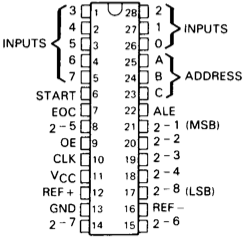 3 1 28 2
4 2 27 1
INPUTS 5 3 26 0 INPUTS
6 4 25 A
7 5 24 B ADDRESS
START 6 23 C
EOC 7 22 ALE
2-5 8 21 2-1 (MSB)
OE 9 20 2-2
CLK 10 19 2-3
VCC 11 18 2-4
REF+ 12 17 2-8 (LSB)
GND 13 16 REF-
2-7 14 15 2-6